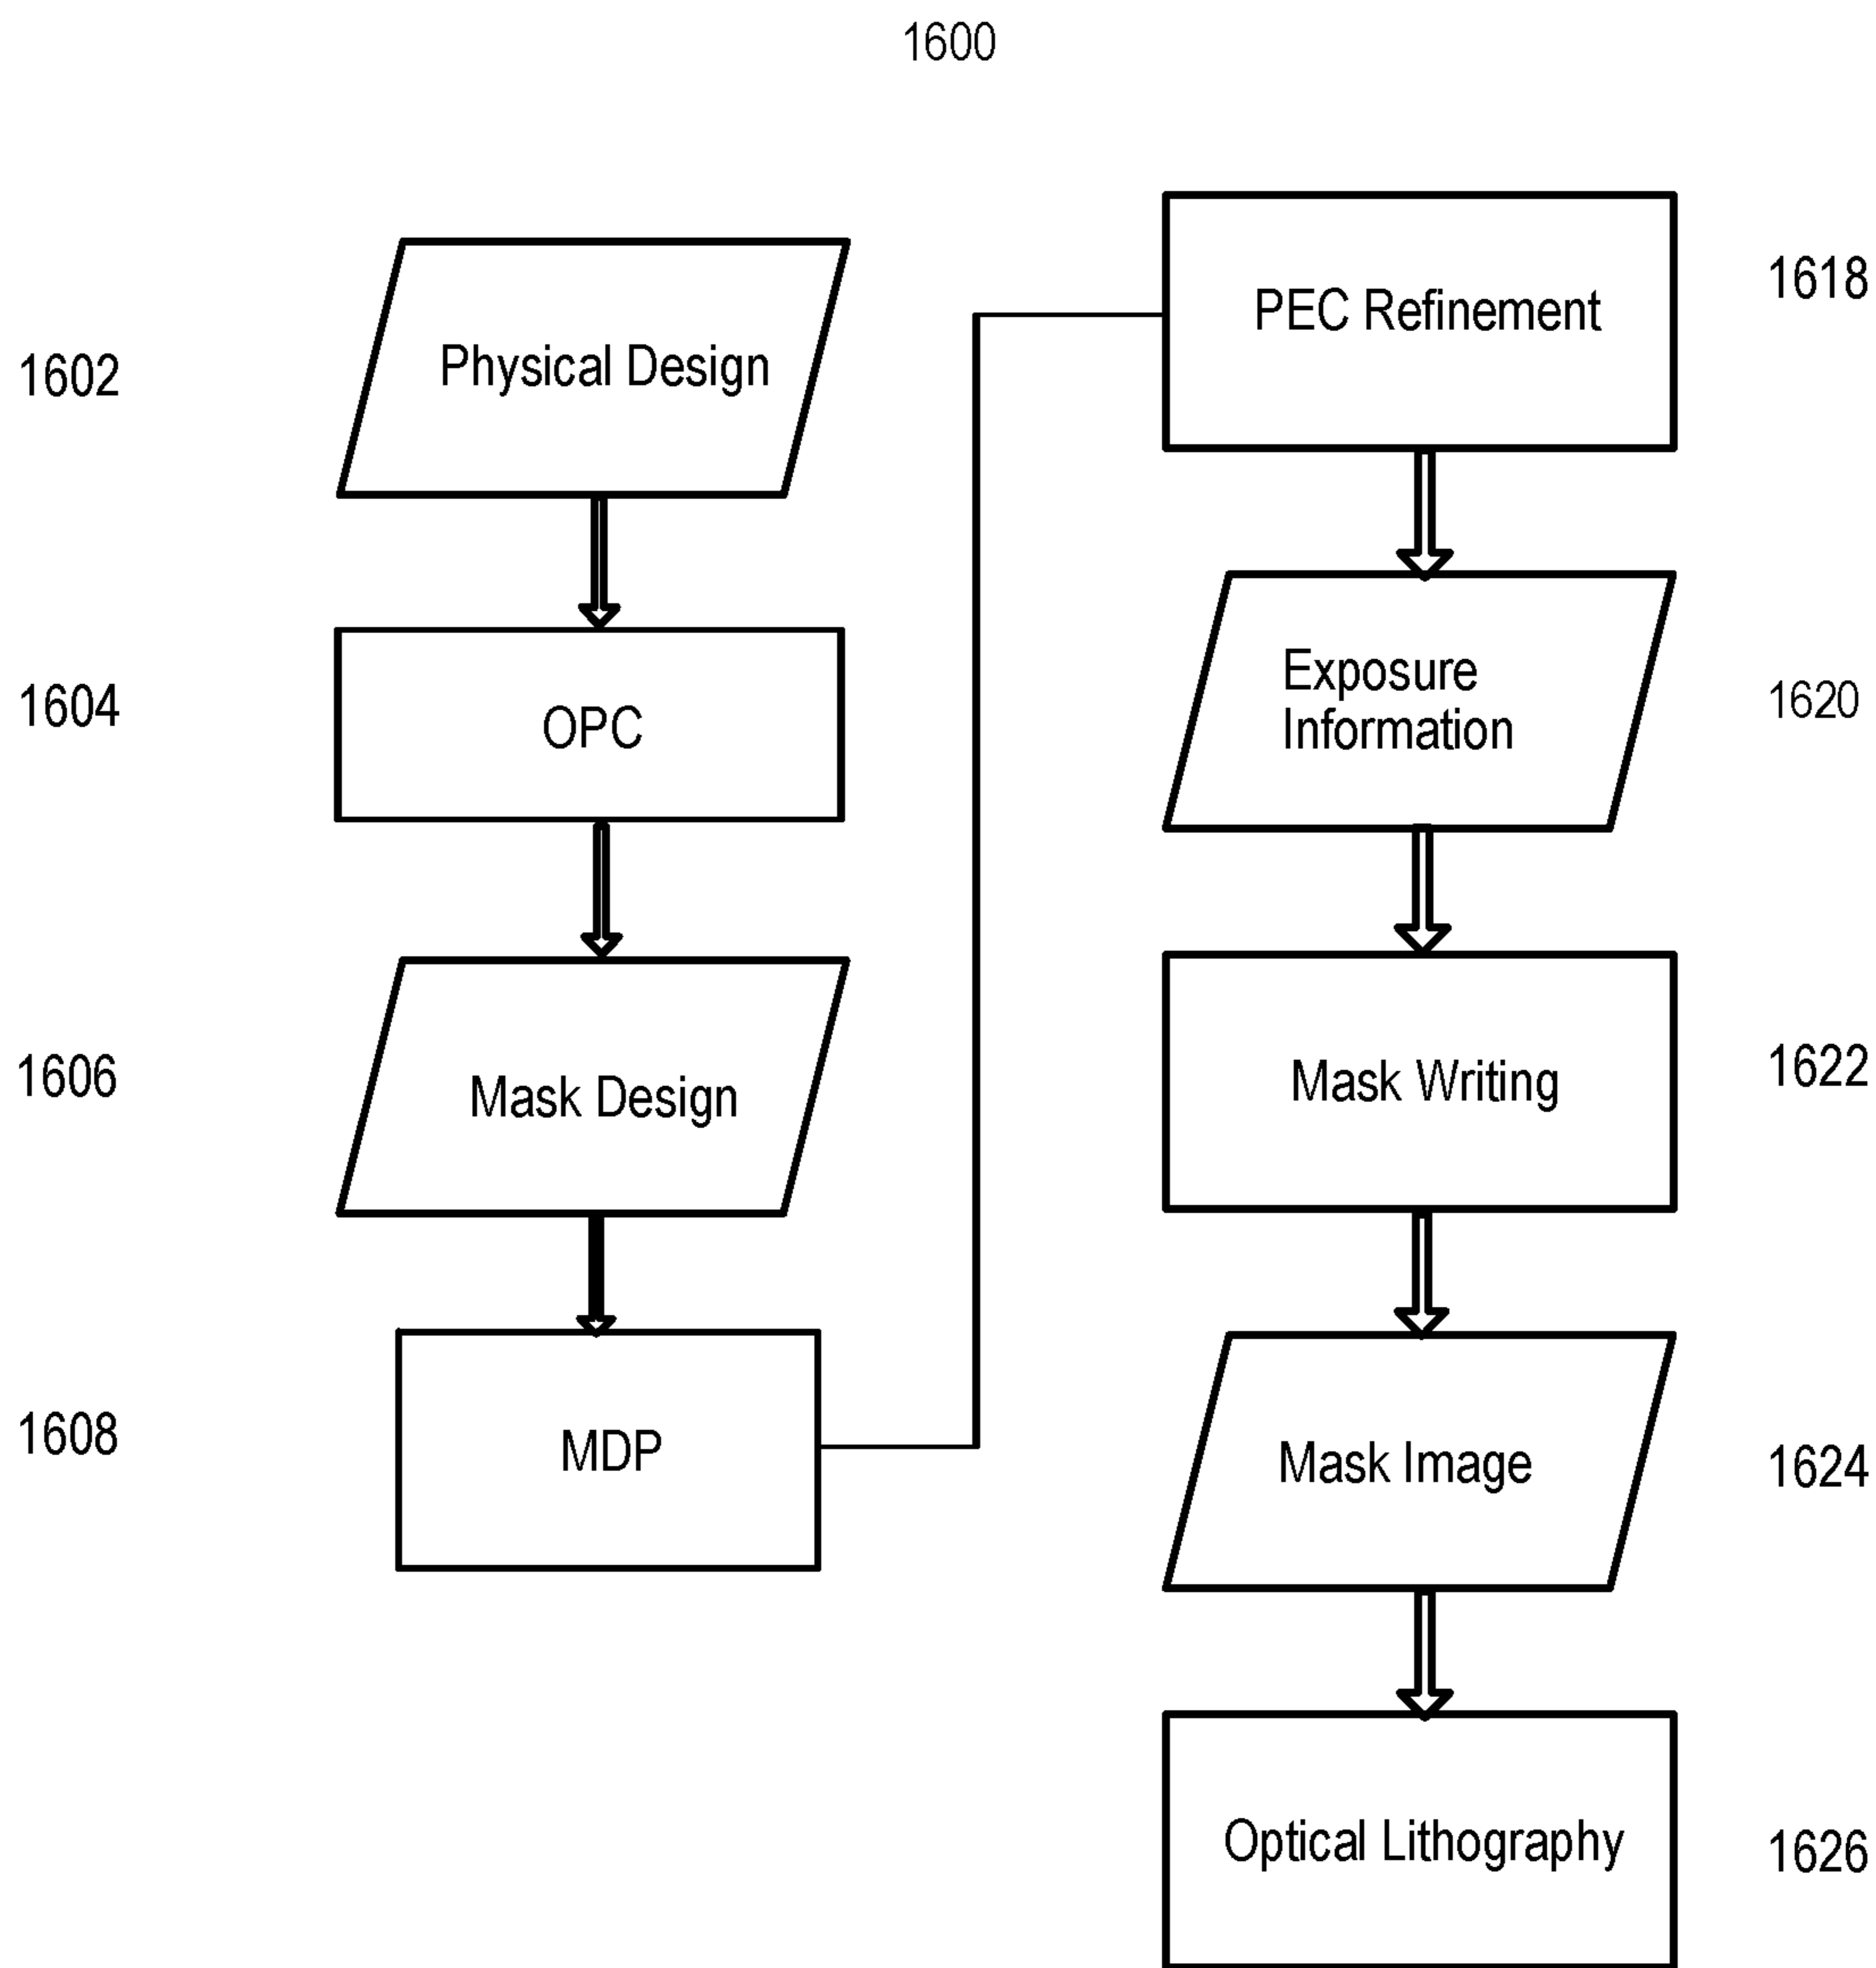 1600
1602
Physical Design
1604
OPC
1606
Mask Design
1608
MDP
PEC Refinement
1618
Exposure
Information
1620
Mask Writing
1622
Mask Image
1624
Optical Lithography
1626